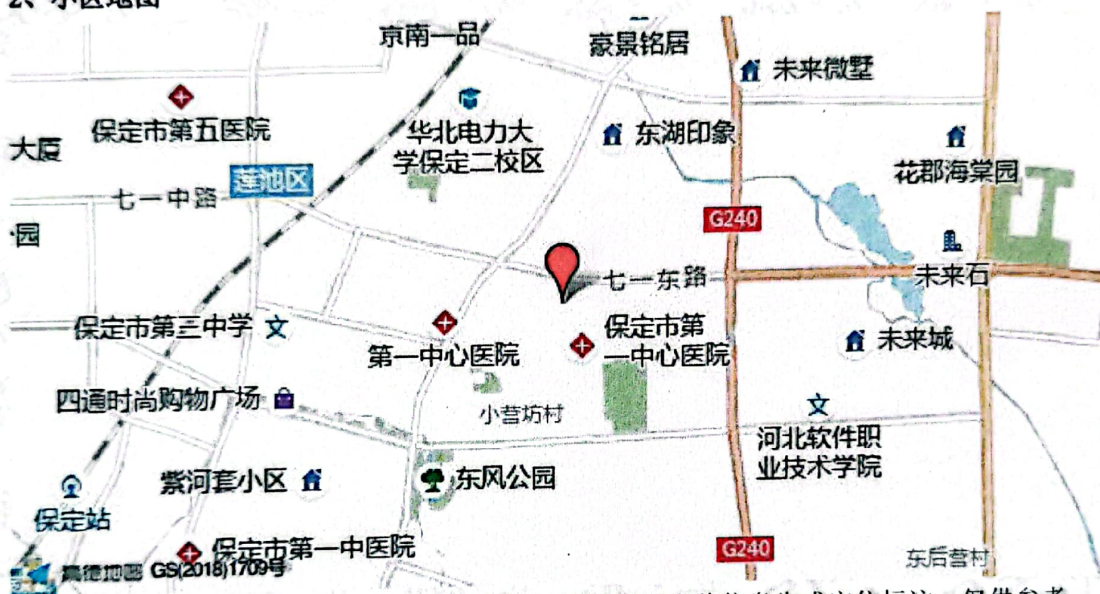 2、小区地图
京南一品
豪景铭居
未来微墅
保定市第五医院
华北电力大
学保定二校区
东湖印象
大厦
花郡海棠园
莲池区
七一中路
G240
园
七一东路
未来石
保定市第三中学
第一中心医院
保定市第
一中心医院
未来城
四通时尚购物广场
小营坊村
河北软件职
业技术学院
紫河套小区
东风公园
保定站
保定市第一中医院
G240
东后营村
高德地图 GS(2018)1709号